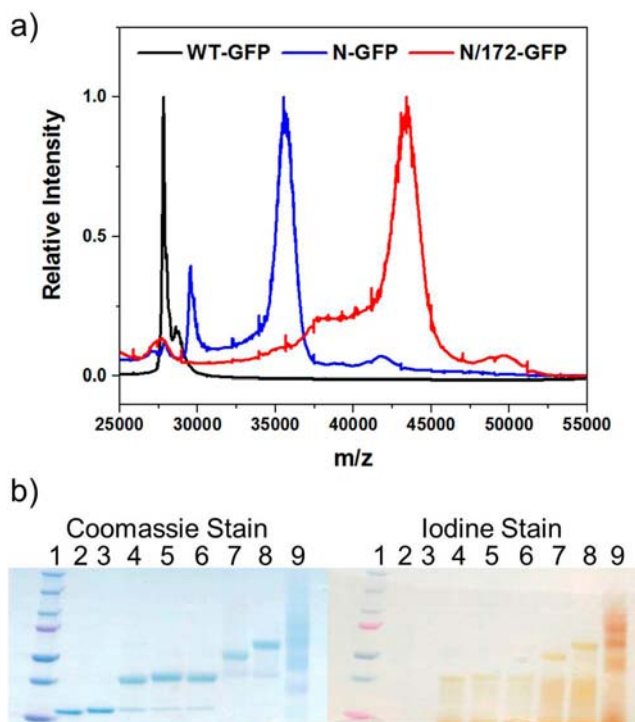 a)
WT-GFP N-GFP N/172-GFP
1.0
0.5
0.0
Relative Intensity
25000 30000 35000 40000 45000 50000 55000
m/z
b)
Coomassie Stain Iodine Stain
1 2 3 4 5 6 7 8 9 1 2 3 4 5 6 7 8 9